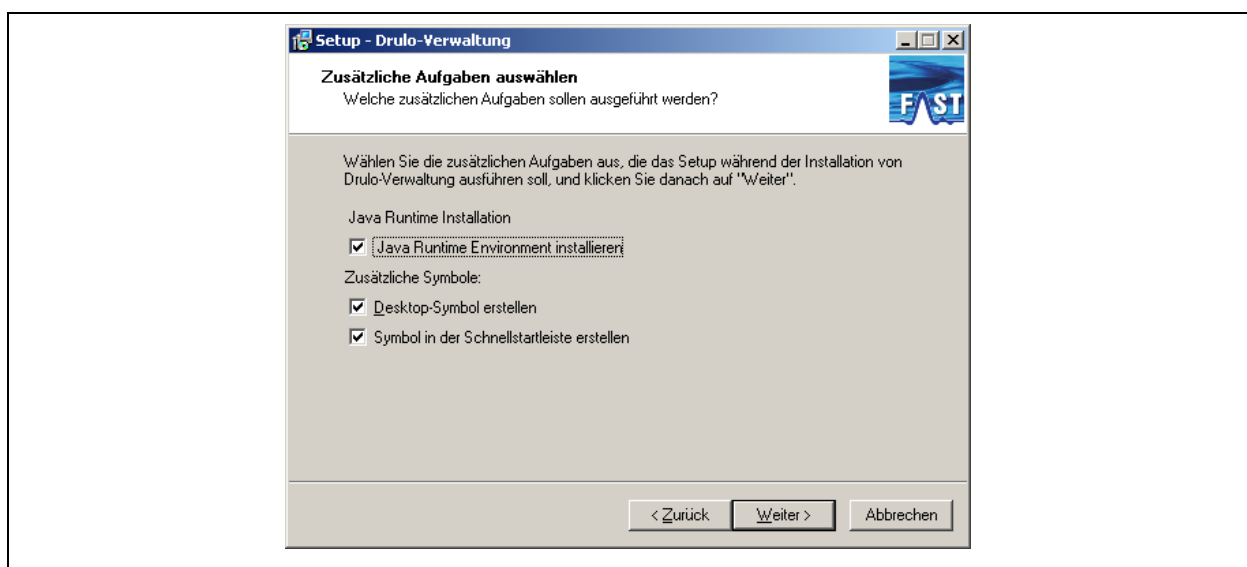 Setup - Drulo-Verwaltung
Zusätzliche Aufgaben auswählen
Welche zusätzlichen Aufgaben sollen ausgeführt werden?
FAST
Wählen Sie die zusätzlichen Aufgaben aus, die das Setup während der Installation von
Drulo-Verwaltung ausführen soll, und klicken Sie danach auf "Weiter".
Java Runtime Installation
Java Runtime Environment installieren
Zusätzliche Symbole:
Desktop-Symbol erstellen
Symbol in der Schnellstartleiste erstellen
< Zurück Weiter > Abbrechen